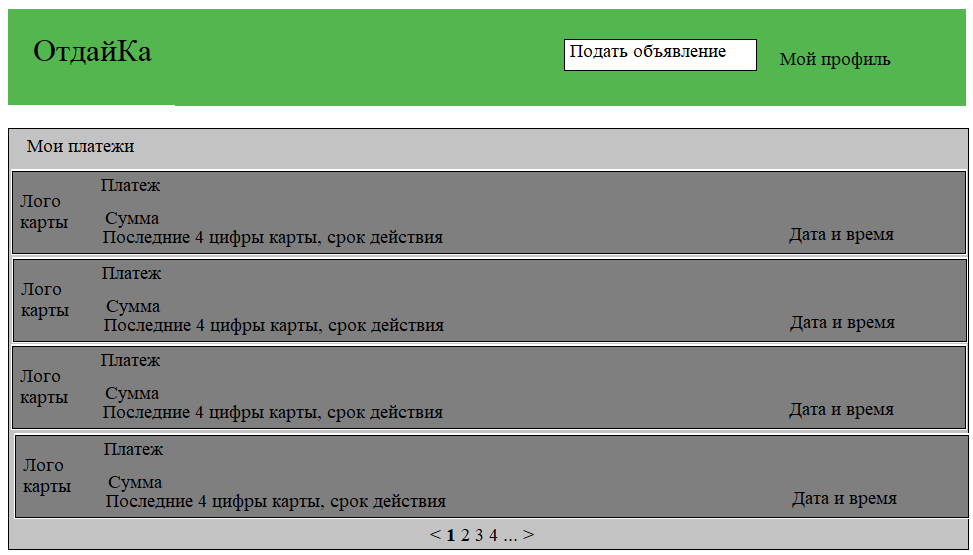 ОтдайКа
Подать объявление
Мой профиль
Мои платежи
Лого
карты
Платеж
Сумма
Последние 4 цифры карты, срок действия
Дата и время
Лого
карты
Платеж
Сумма
Последние 4 цифры карты, срок действия
Дата и время
Лого
карты
Платеж
Сумма
Последние 4 цифры карты, срок действия
Дата и время
Лого
карты
Платеж
Сумма
Последние 4 цифры карты, срок действия
Дата и время
< 1 2 3 4 ... >